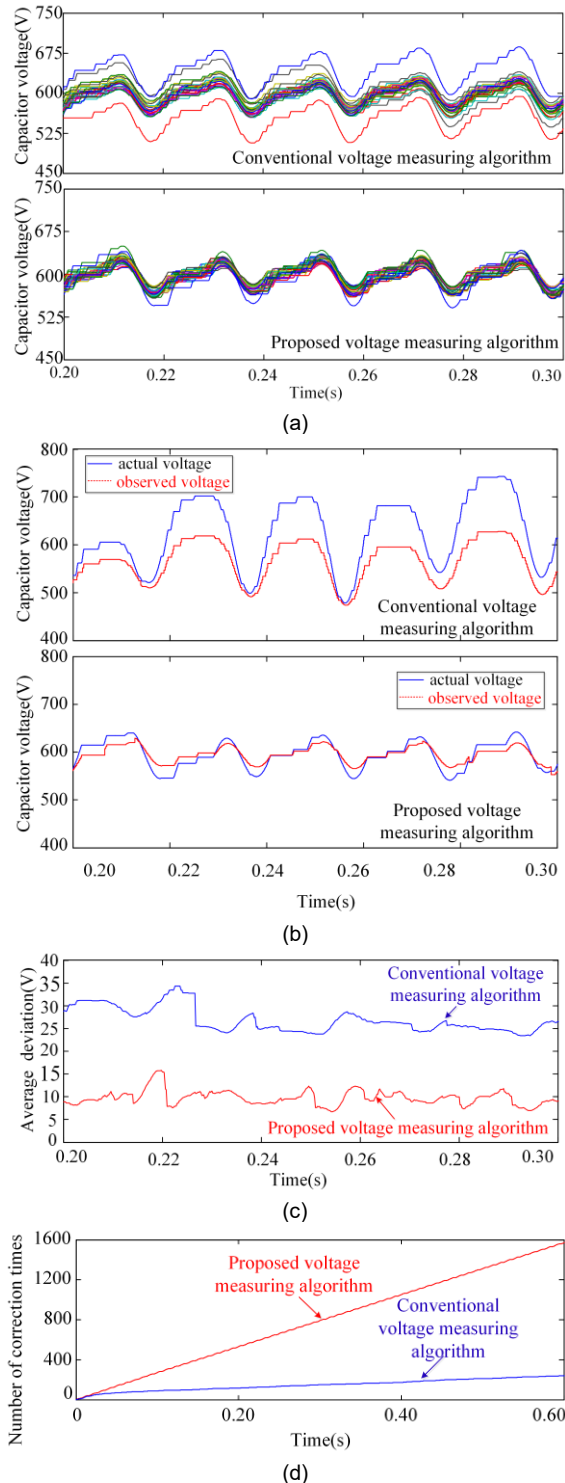 Capacitor voltage(V)
750
675
600
525
450
Conventional voltage measuring algorithm
Capacitor voltage(V)
750
675
600
525
450
Proposed voltage measuring algorithm
0.20
0.22
0.24
0.26
0.28
0.30
Time(s)
(a)
Capacitor voltage(V)
800
700
600
500
400
actual voltage
observed voltage
Conventional voltage
measuring algorithm
Capacitor voltage(V)
800
700
600
500
400
actual voltage
observed voltage
Proposed voltage
measuring algorithm
0.20
0.22
0.24
0.26
0.28
0.30
Time(s)
(b)
Average deviation(V)
40
35
30
25
20
15
10
5
0
Conventional voltage
measuring algorithm
Proposed voltage measuring algorithm
0.20
0.22
0.24
0.26
0.28
0.30
Time(s)
(c)
Number of correction times
1600
1200
800
400
0
Proposed voltage
measuring algorithm
Conventional
voltage measuring
algorithm
0
0.20
0.40
0.60
Time(s)
(d)